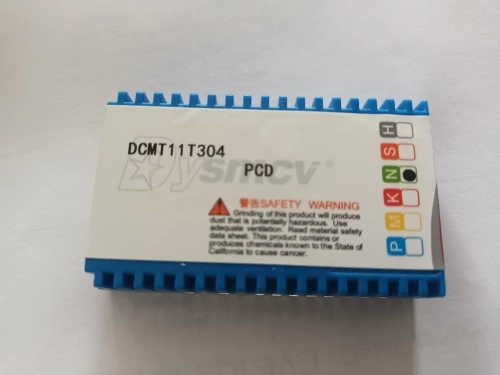 DCMT11T304
Dysmcv
PCD
警告SAFETY WARNING
Grinding of this product will produce
dust that is potentially hazardous. Use
adequate ventilation. Read material safety
data sheet. This product contains or
produces chemicals known to the State of
California to cause cancer.
H
S
N
K
M
P